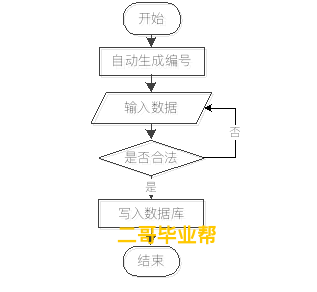 开始
自动生成编号
输入数据
否
是否合法
是
写入数据库
二哥毕业帮
结束